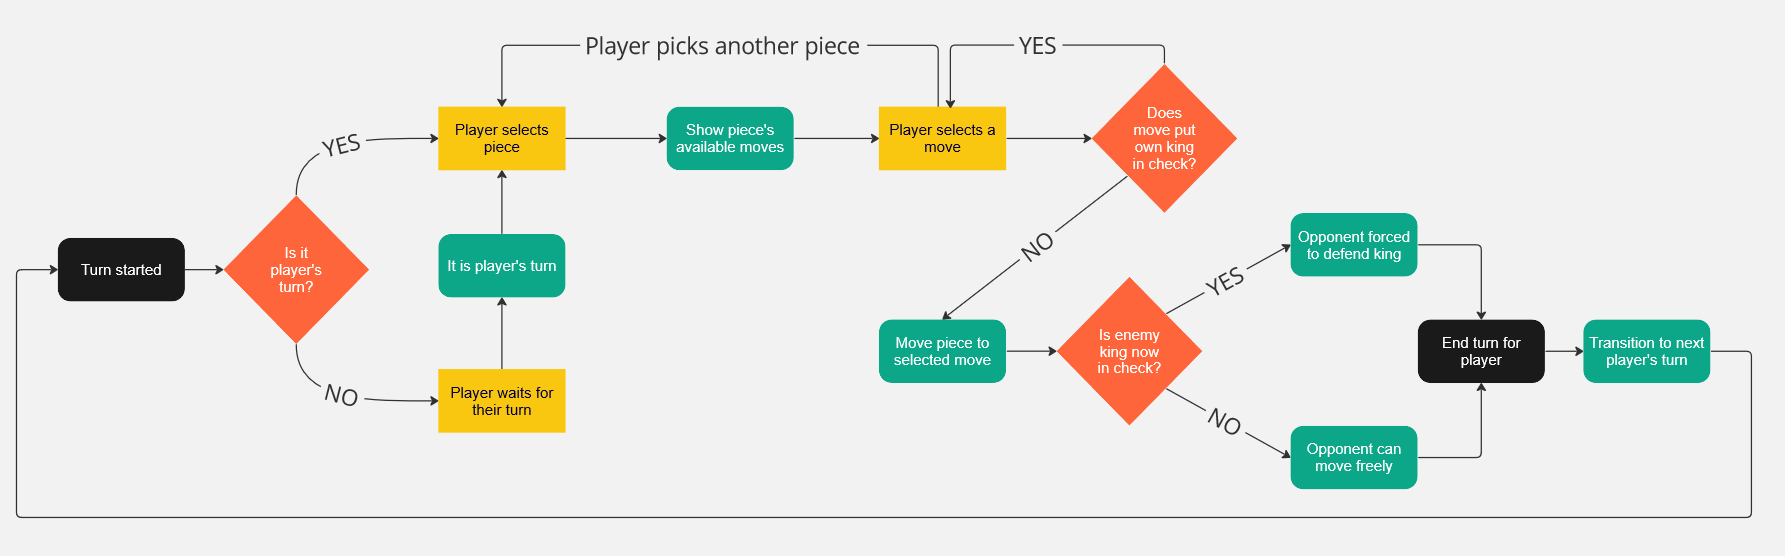 Player picks another piece
YES
Player selects
piece
Show piece's
available moves
Player selects a
move
Does
move put
own king
in check?
YES
Turn started
Is it
player's
turn?
It is player's turn
NO
Opponent forced
to defend king
YES
Move piece to
selected move
Is enemy
king now
in check?
End turn for
player
Transition to next
player's turn
NO
Player waits for
their turn
NO
Opponent can
move freely